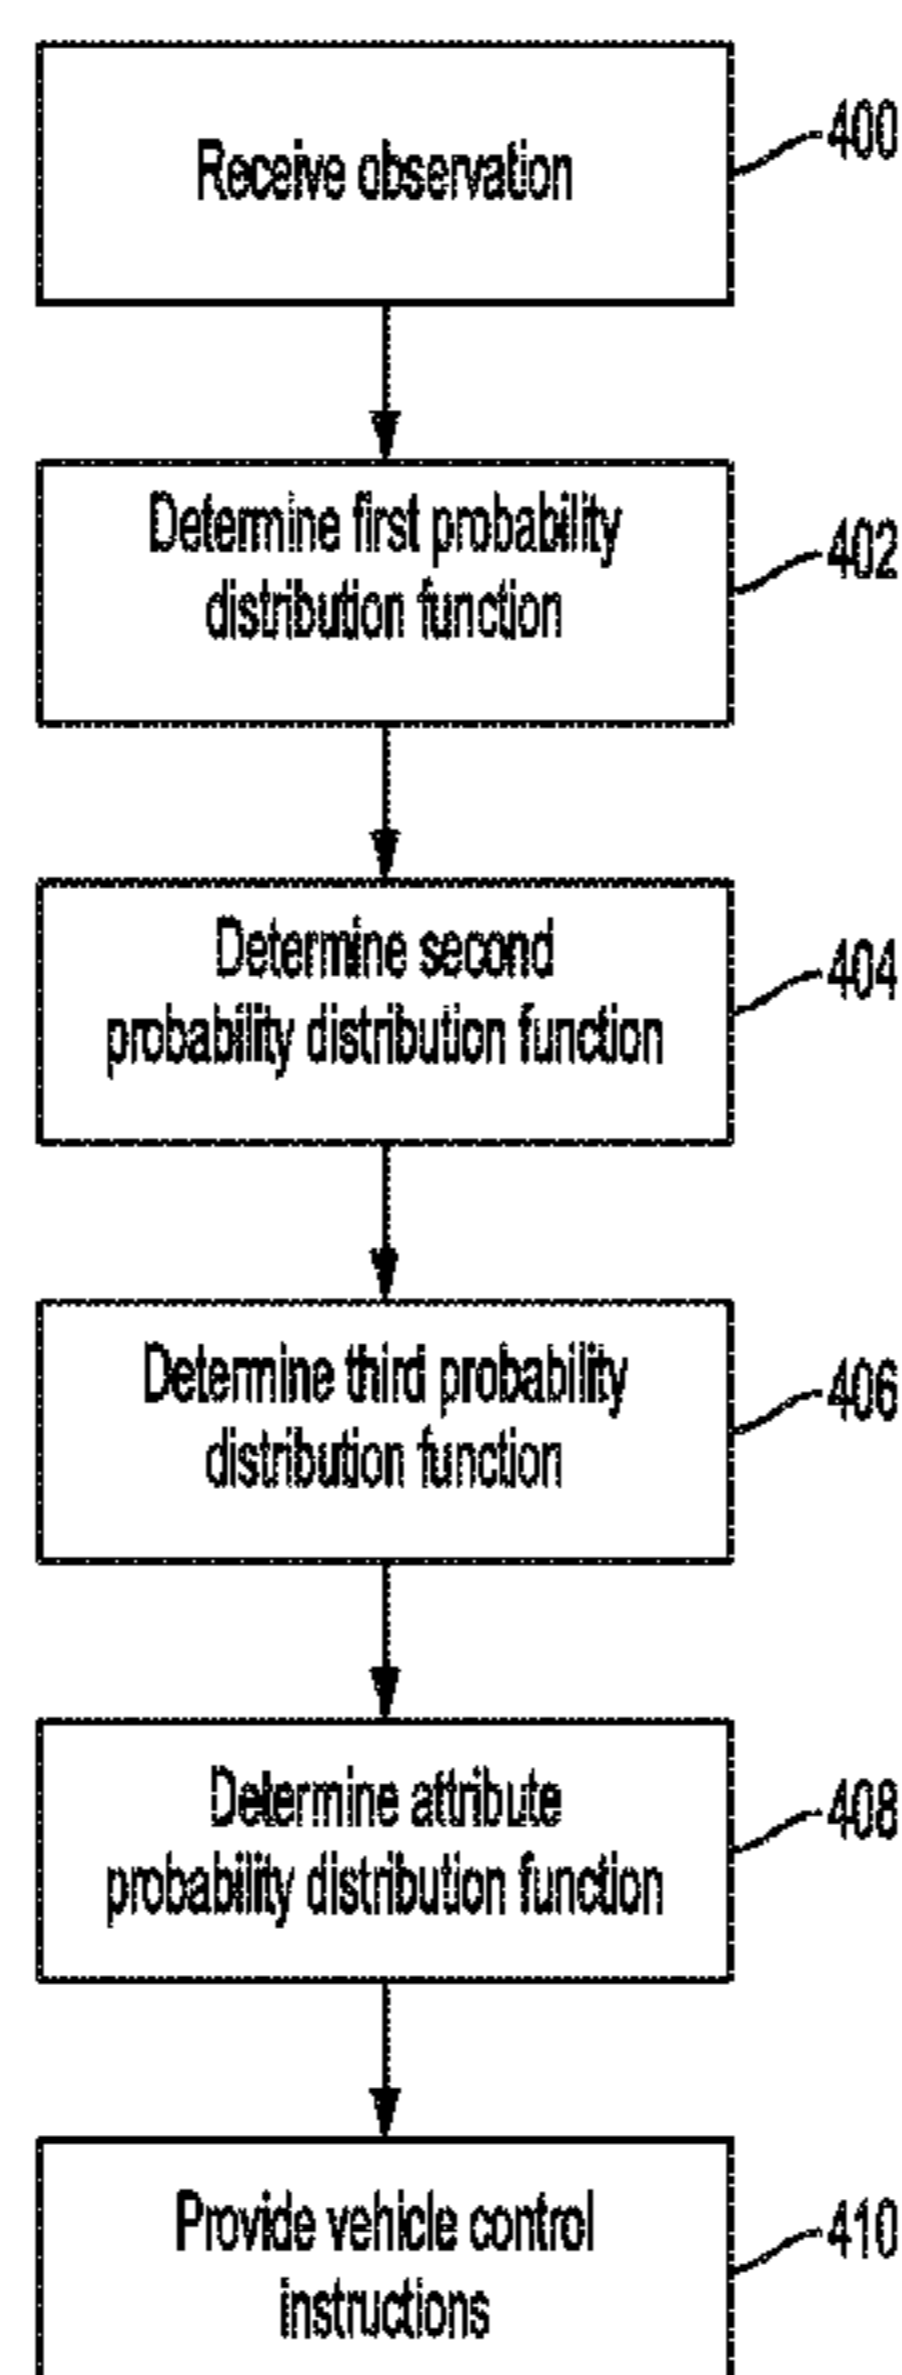 Receive observation
400
Determine first probability
distribution function
402
Determine second
probability distribution function
404
Determine third probability
distribution function
406
Determine attribute
probability distribution function
408
Provide vehicle control
instructions
410